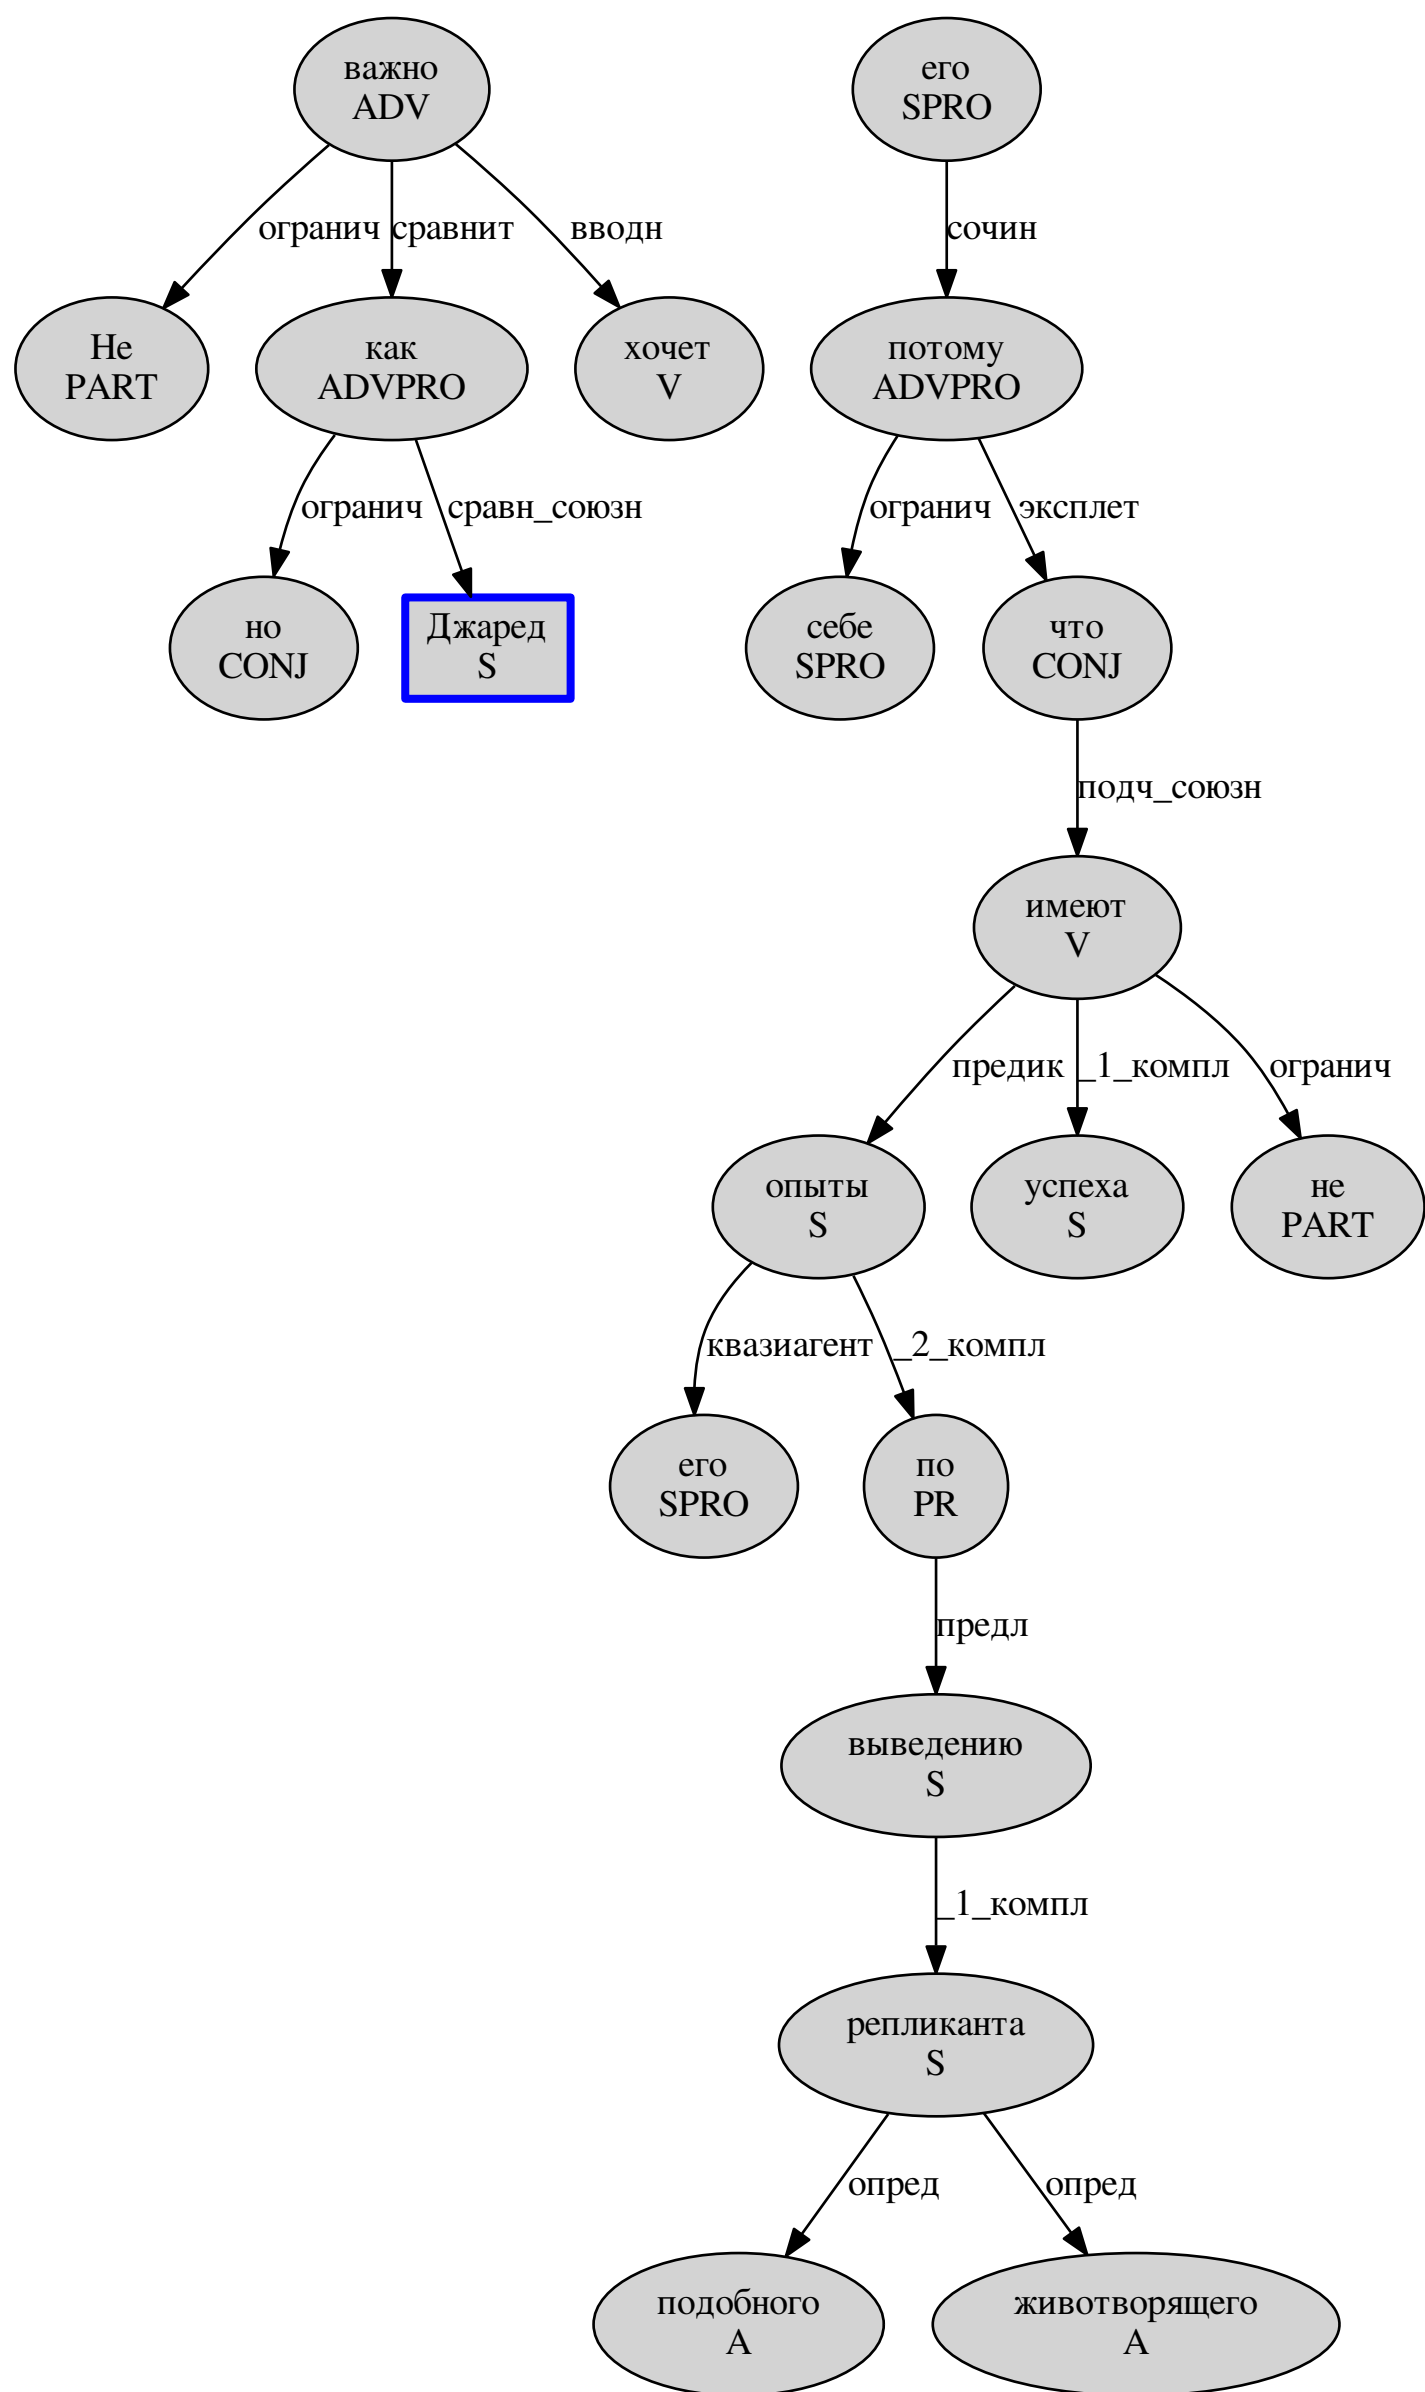 важно
ADV
его
SPRO
огранич
сравнит
вводн
сочин
Не
PART
как
ADVPRO
хочет
V
потому
ADVPRO
огранич
сравн_союзн
огранич
эксплет
но
CONJ
Джаред
S
себе
SPRO
что
CONJ
подч_союзн
имеют
V
предик
_1_компл
огранич
опыты
S
успеха
S
не
PART
квазиагент
_2_компл
его
SPRO
по
PR
предл
выведению
S
_1_компл
репликанта
S
опред
опред
подобного
A
животворящего
A